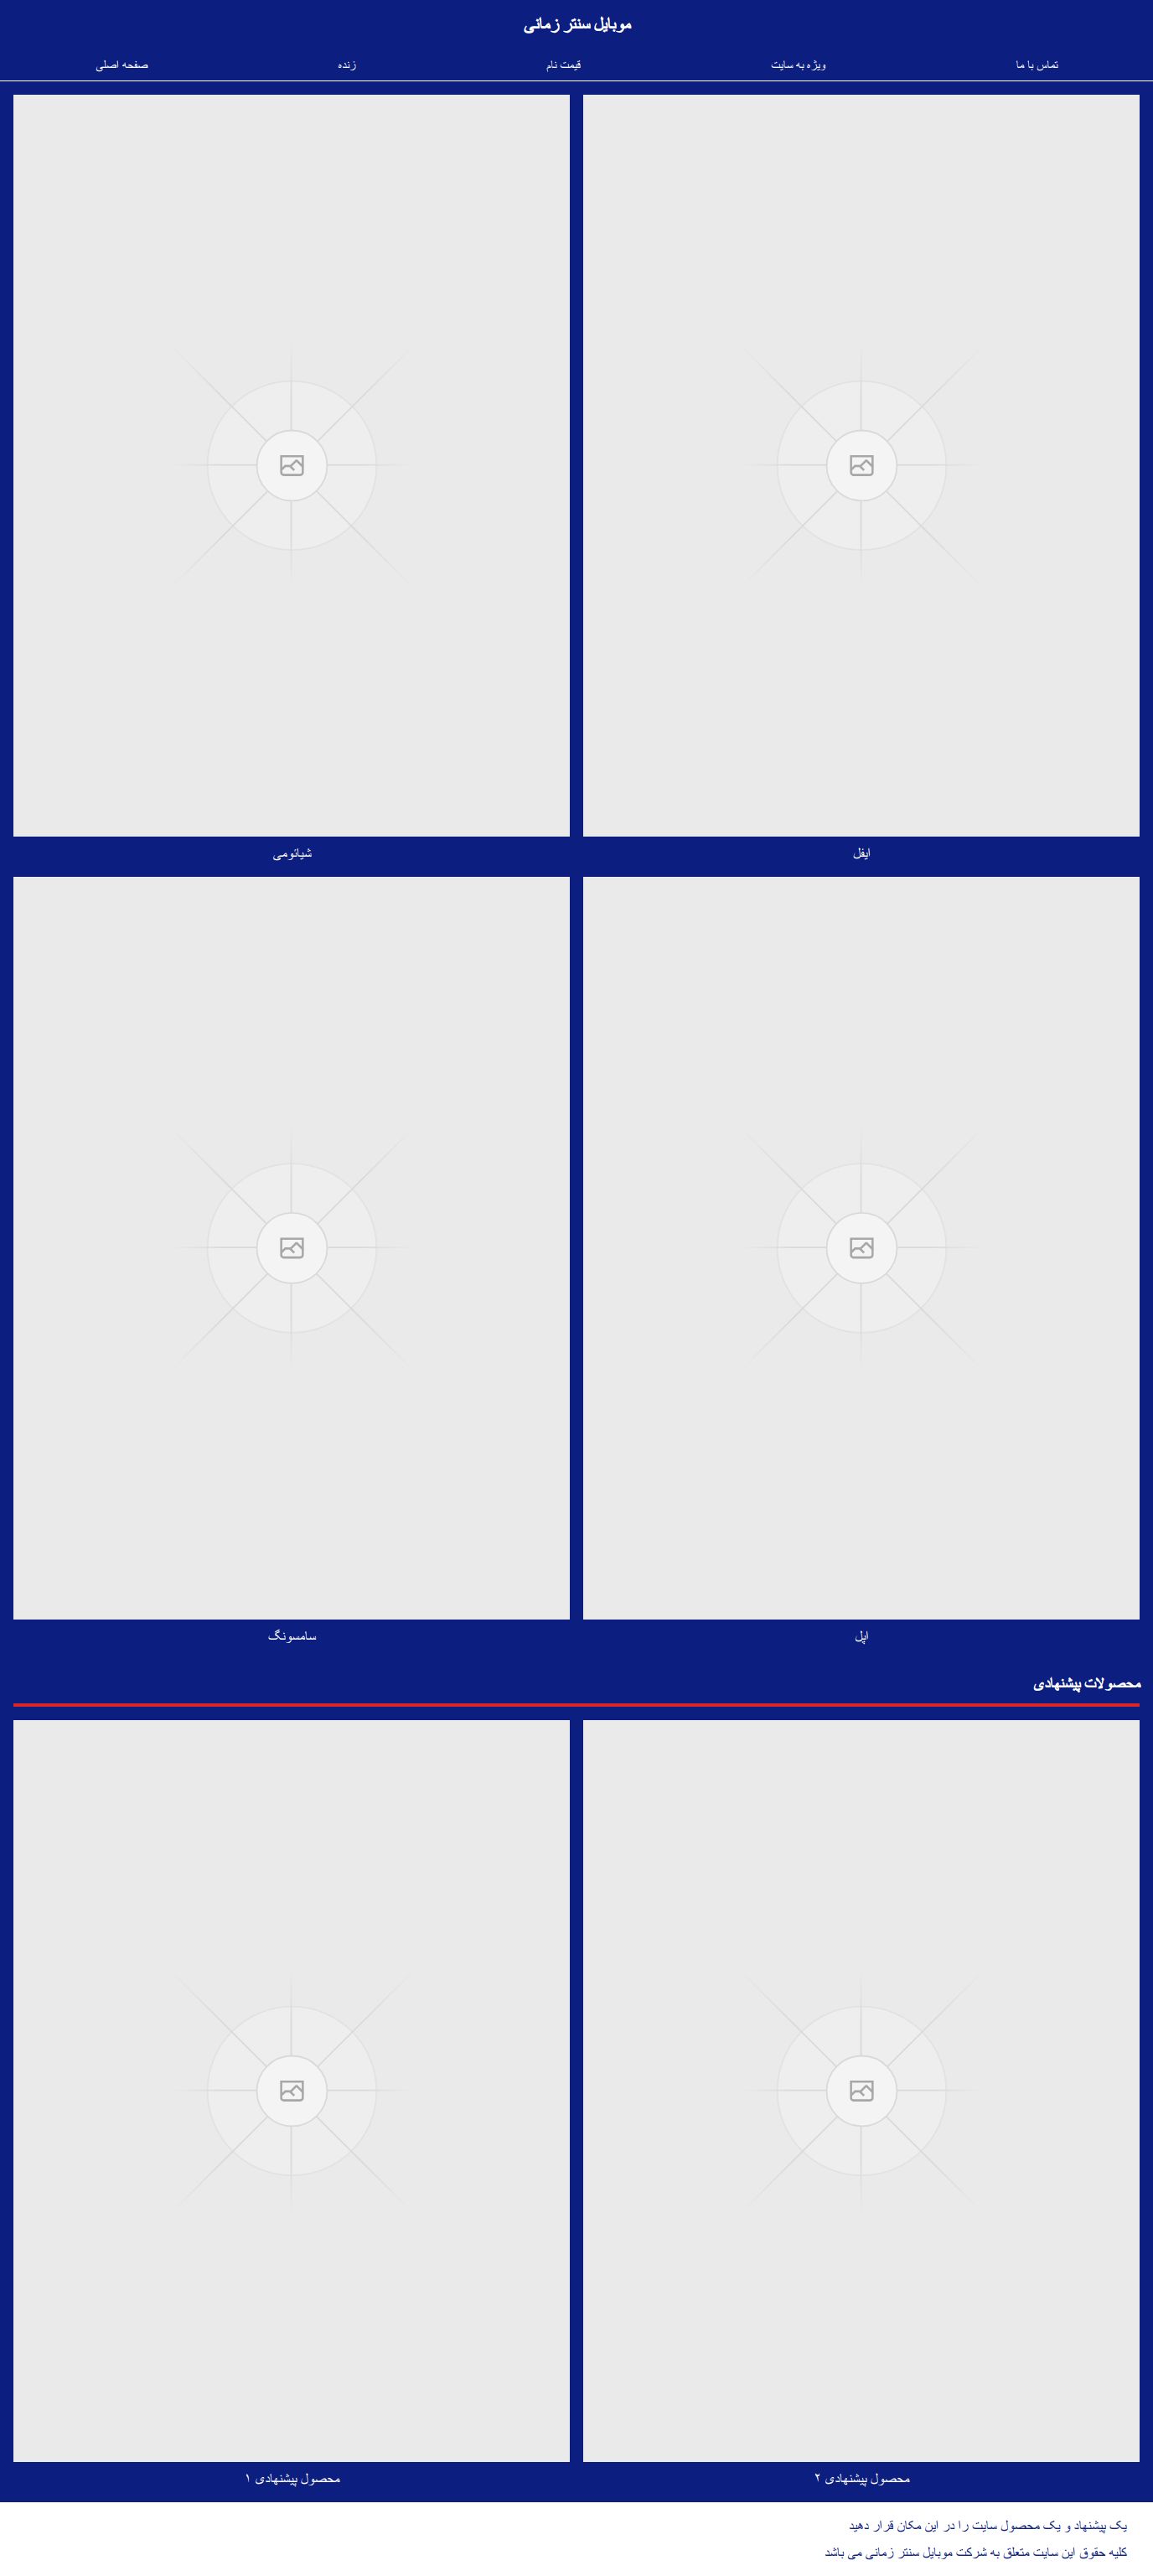 موبایل سنتر زمانی
صفحه اصلی
زنده
قیمت نام
ویژه به سایت
تماس با ما
شیائومی
ایفل
سامسونگ
اپل
محصولات پیشنهادی
محصول پیشنهادی ۱
محصول پیشنهادی ۲
یک پیشنهاد و یک محصول سایت را در این مکان قرار دهید
کلیه حقوق این سایت متعلق به شرکت موبایل سنتر زمانی می باشد